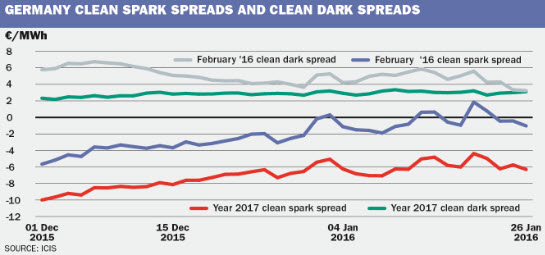 GERMANY CLEAN SPARK SPREADS AND CLEAN DARK SPREADS
€/MWh
8
February '16 clean dark spread
February '16 clean spark spread
6
4
2
0
-2
-4
-6
-8
-10
Year 2017 clean spark spread
Year 2017 clean dark spread
-12
01 Dec
2015
15 Dec
2015
04 Jan
2016
26 Jan
2016
SOURCE: ICIS